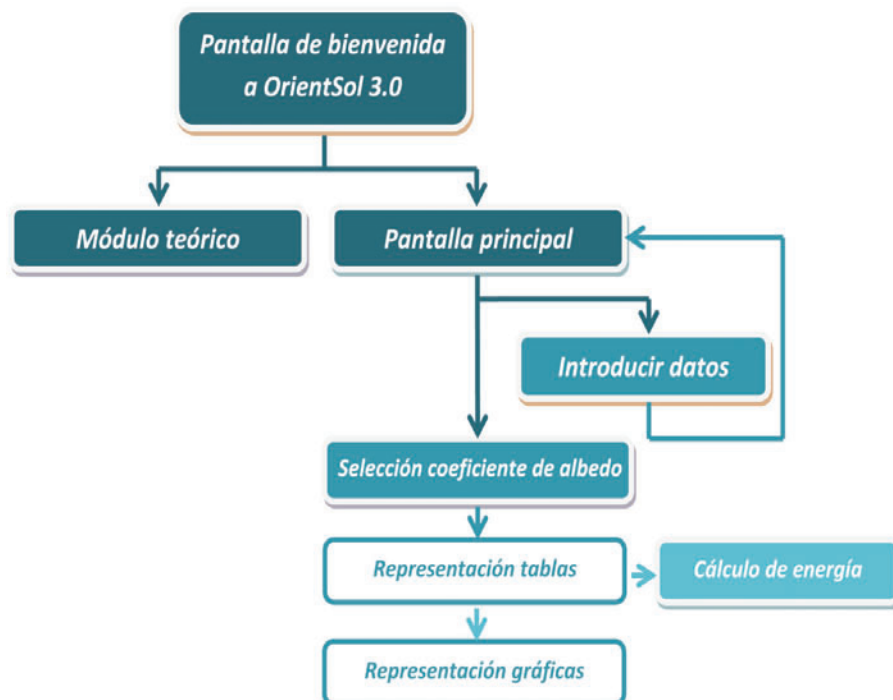 Pantalla de bienvenida
a OrientSol 3.0
Módulo teórico
Pantalla principal
Introducir datos
Selección coeficiente de albedo
Representación tablas
Cálculo de energía
Representación gráficas